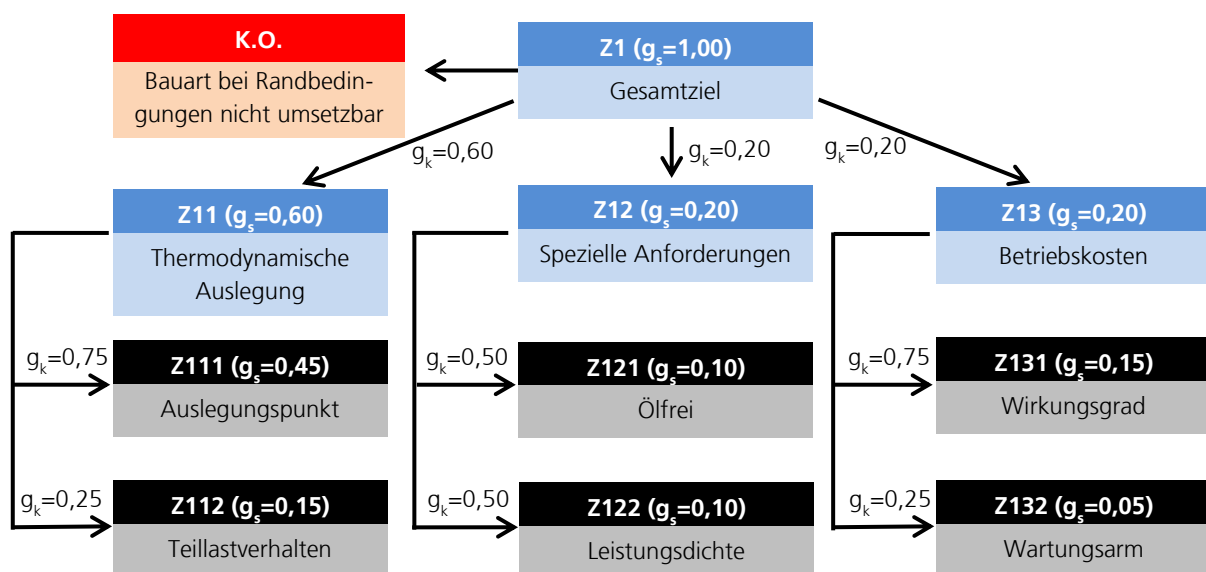 K.O.
Bauart bei Randbedin-
gungen nicht umsetzbar
Z1 (gs=1,00)
Gesamtziel
gk=0,60
gk=0,20
gk=0,20
Z11 (gs=0,60)
Thermodynamische
Auslegung
Z12 (gs=0,20)
Spezielle Anforderungen
Z13 (gs=0,20)
Betriebskosten
gk=0,75
Z111 (gs=0,45)
Auslegungspunkt
gk=0,50
Z121 (gs=0,10)
Ölfrei
gk=0,75
Z131 (gs=0,15)
Wirkungsgrad
gk=0,25
Z112 (gs=0,15)
Teillastverhalten
gk=0,50
Z122 (gs=0,10)
Leistungsdichte
gk=0,25
Z132 (gs=0,05)
Wartungsarm